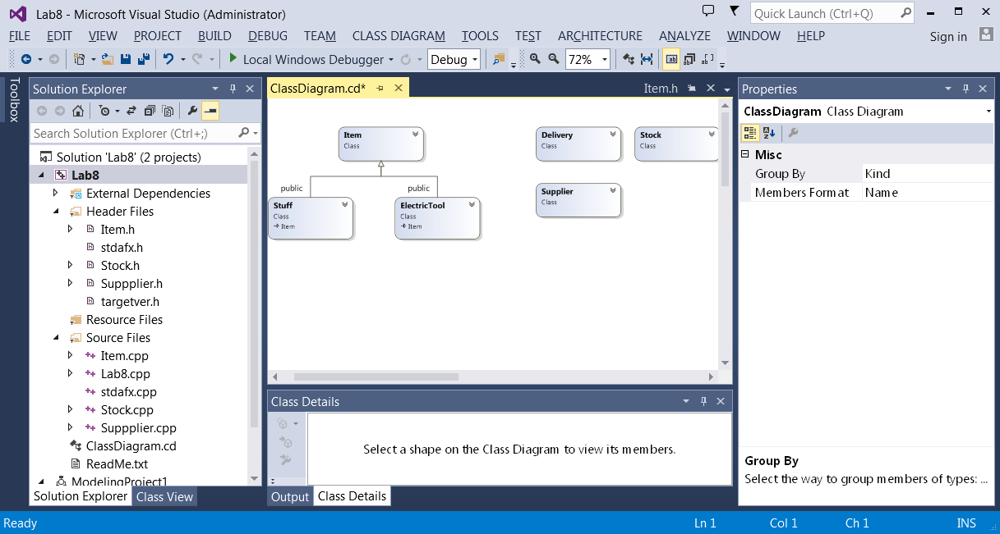 Lab8 - Microsoft Visual Studio (Administrator)
Quick Launch (Ctrl+Q)
FILE EDIT VIEW PROJECT BUILD DEBUG TEAM CLASS DIAGRAM TOOLS TEST ARCHITECTURE ANALYZE WINDOW HELP Sign in
Local Windows Debugger Debug 72%
Toolbox
Solution Explorer
Search Solution Explorer (Ctrl+;)
Solution 'Lab8' (2 projects)
Lab8
External Dependencies
Header Files
Item.h
stdafx.h
Stock.h
Suppplier.h
targetver.h
Resource Files
Source Files
Item.cpp
Lab8.cpp
stdafx.cpp
Stock.cpp
Suppplier.cpp
ClassDiagram.cd
ReadMe.txt
ModelingProject1
Solution Explorer Class View
ClassDiagram.cd* Item.h
Item
Class
Delivery
Class
Stock
Class
public
public
Stuff
Class
Item
ElectricTool
Class
Item
Supplier
Class
Class Details
Select a shape on the Class Diagram to view its members.
Output Class Details
Properties
ClassDiagram Class Diagram
Misc
Group By Kind
Members Format Name
Group By
Select the way to group members of types: ...
Ready Ln 1 Col 1 Ch 1 INS